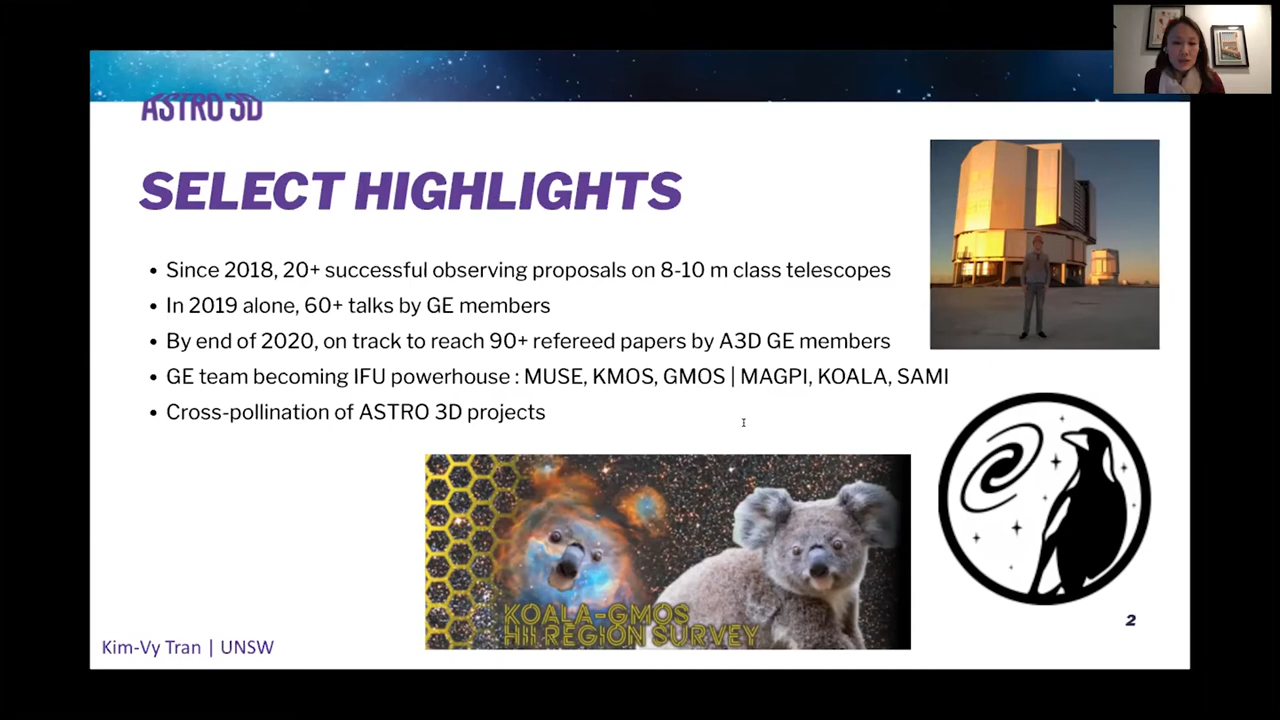 ASTRO 3D
SELECT HIGHLIGHTS
• Since 2018, 20+ successful observing proposals on 8-10 m class telescopes
• In 2019 alone, 60+ talks by GE members
• By end of 2020, on track to reach 90+ refereed papers by A3D GE members
• GE team becoming IFU powerhouse : MUSE, KMOS, GMOS | MAGPI, KOALA, SAMI
• Cross-pollination of ASTRO 3D projects
KOALA-GMOS
HII REGION SURVEY
2
Kim-Vy Tran | UNSW